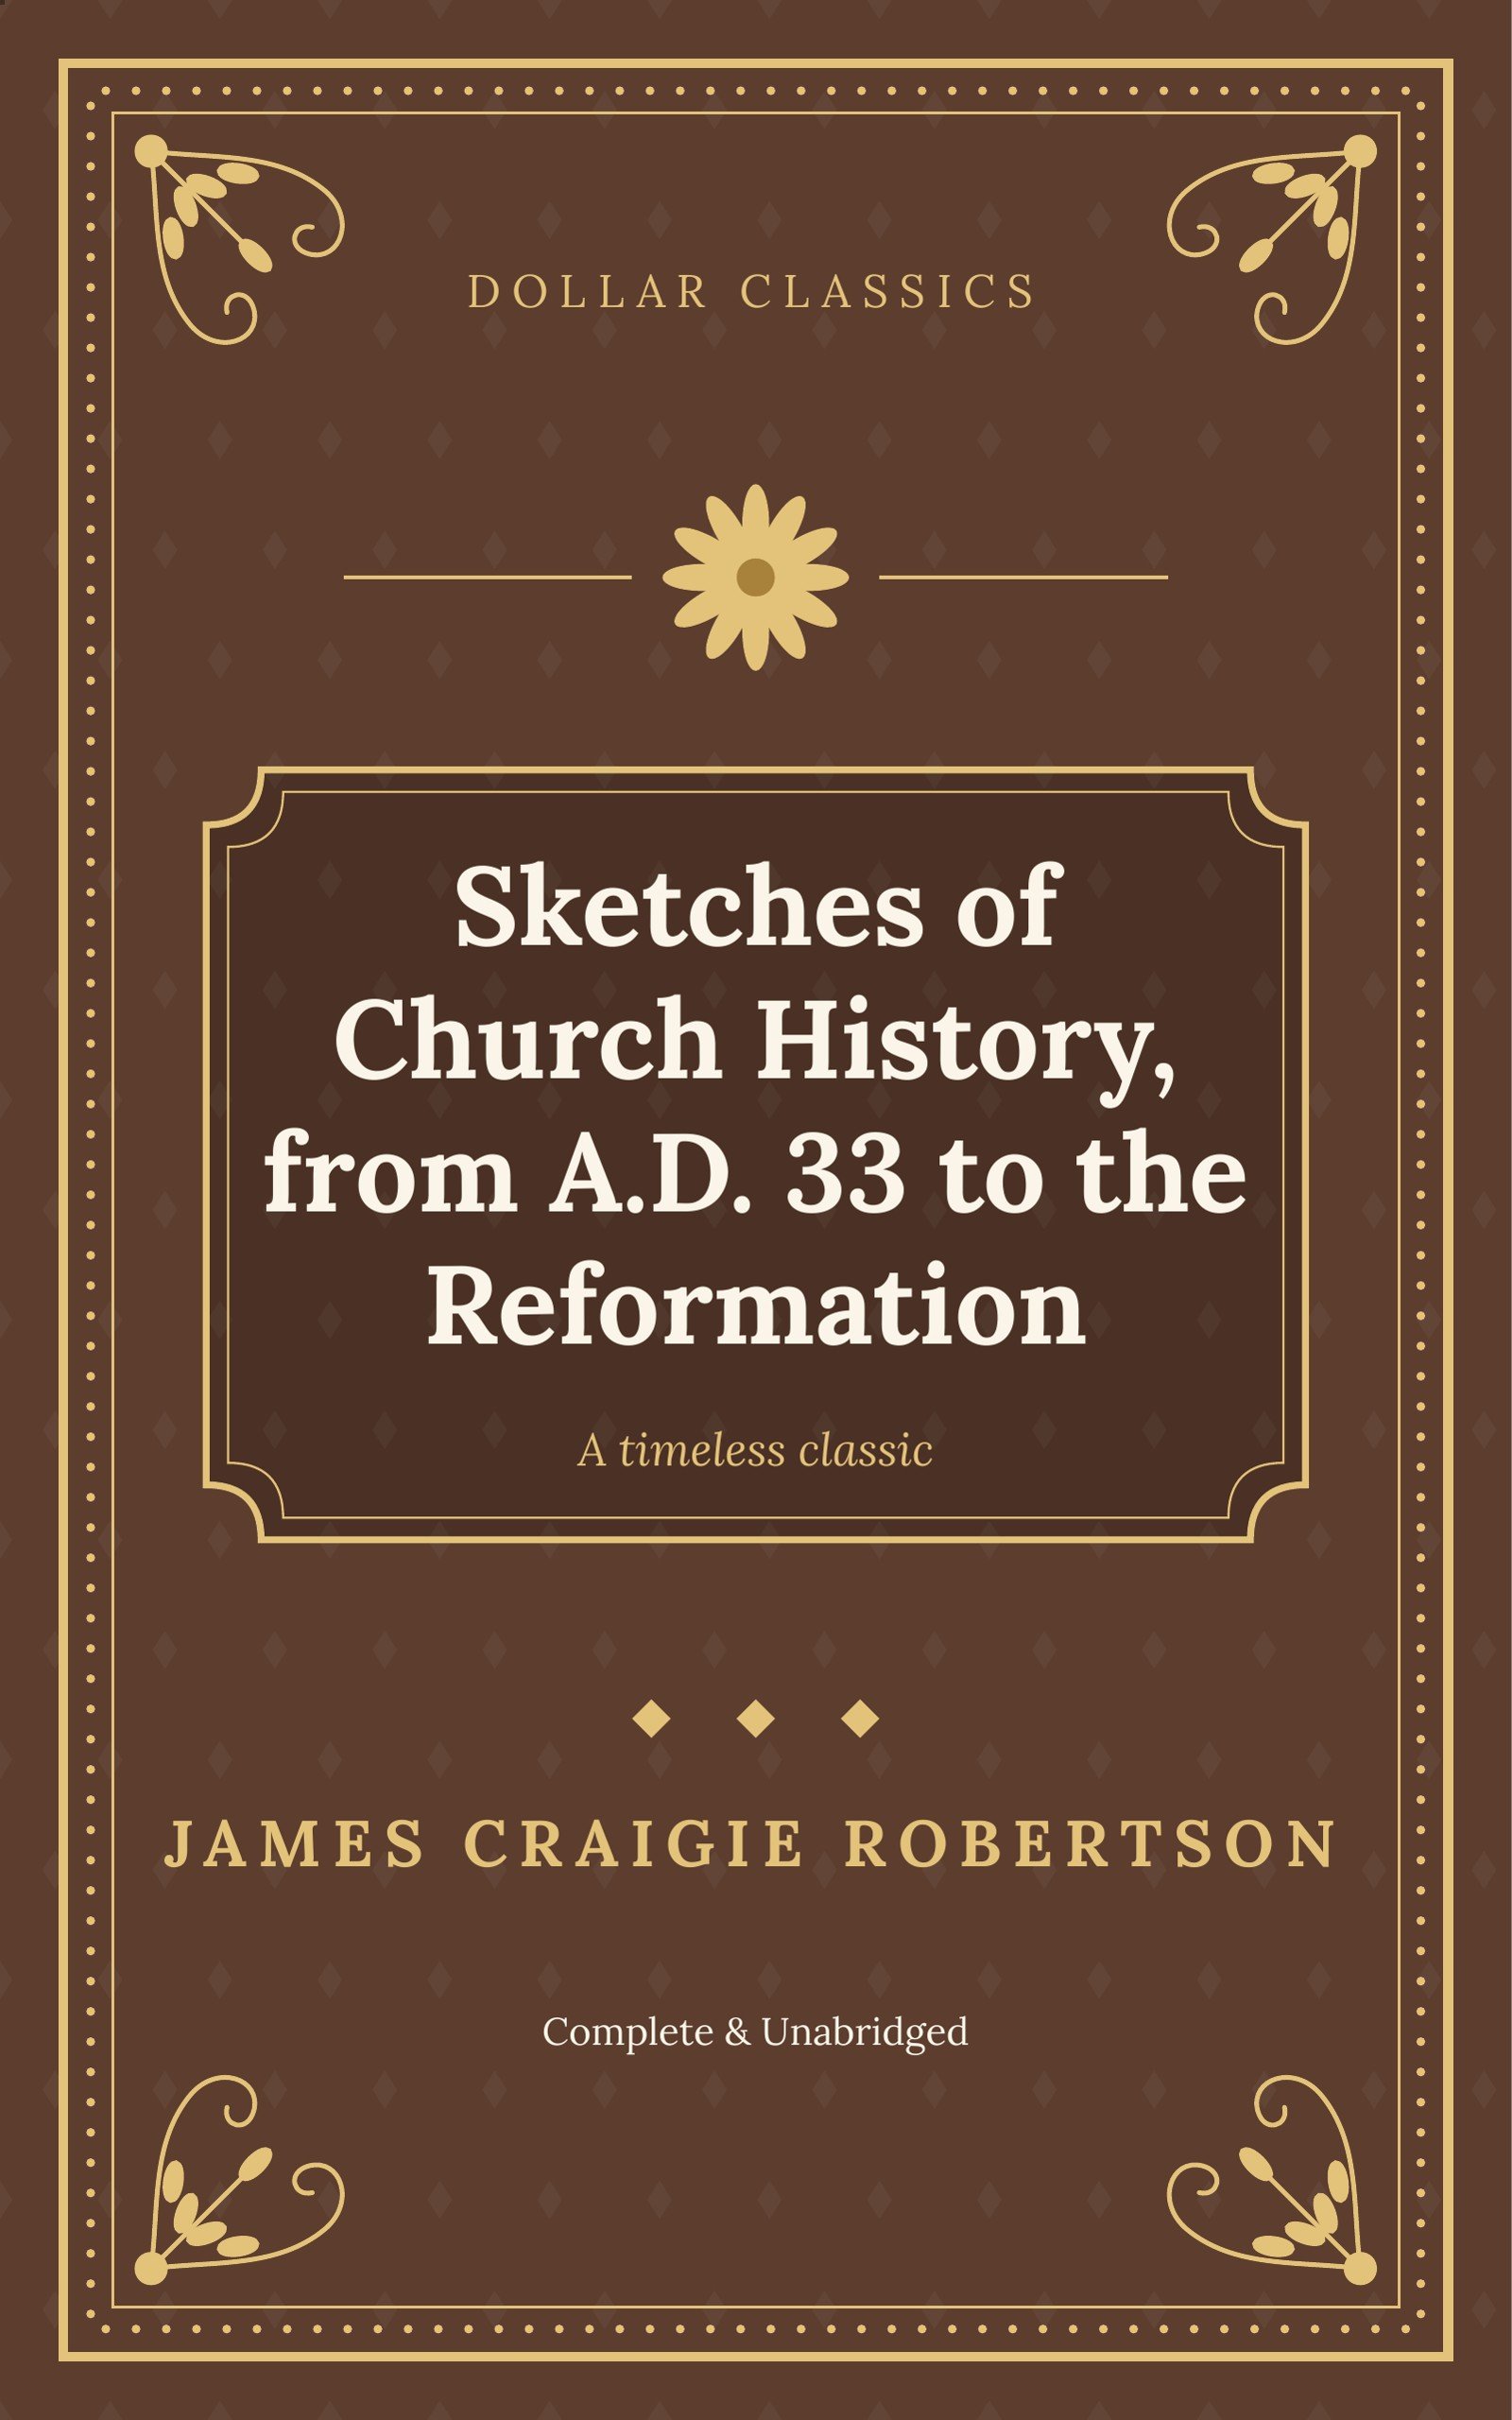 DOLLAR CLASSICS
Sketches of
Church History,
from A.D. 33 to the
Reformation
A timeless classic
JAMES CRAIGIE ROBERTSON
Complete & Unabridged